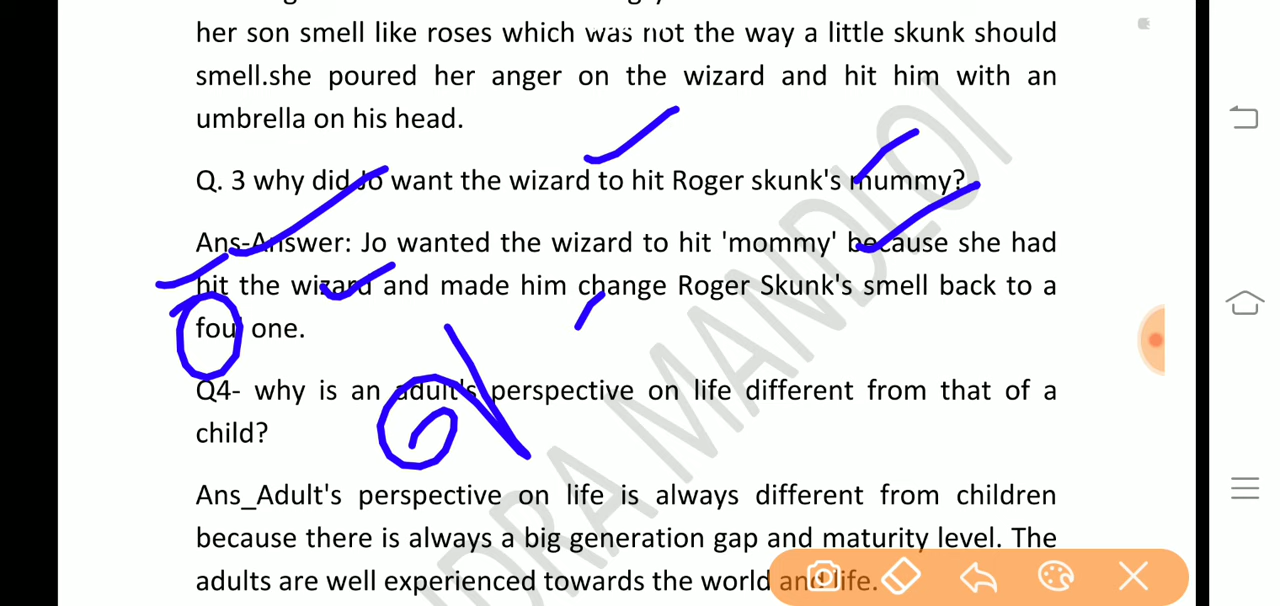 her son smell like roses which was not the way a little skunk should
smell.she poured her anger on the wizard and hit him with an
umbrella on his head.
Q. 3 why did Jo want the wizard to hit Roger skunk's mummy?
Ans-Answer: Jo wanted the wizard to hit 'mommy' because she had
hit the wizard and made him change Roger Skunk's smell back to a
foul one.
Q4- why is an adult's perspective on life different from that of a
child?
Ans_Adult's perspective on life is always different from children
because there is always a big generation gap and maturity level. The
adults are well experienced towards the world and life.
DRA MANDLOI